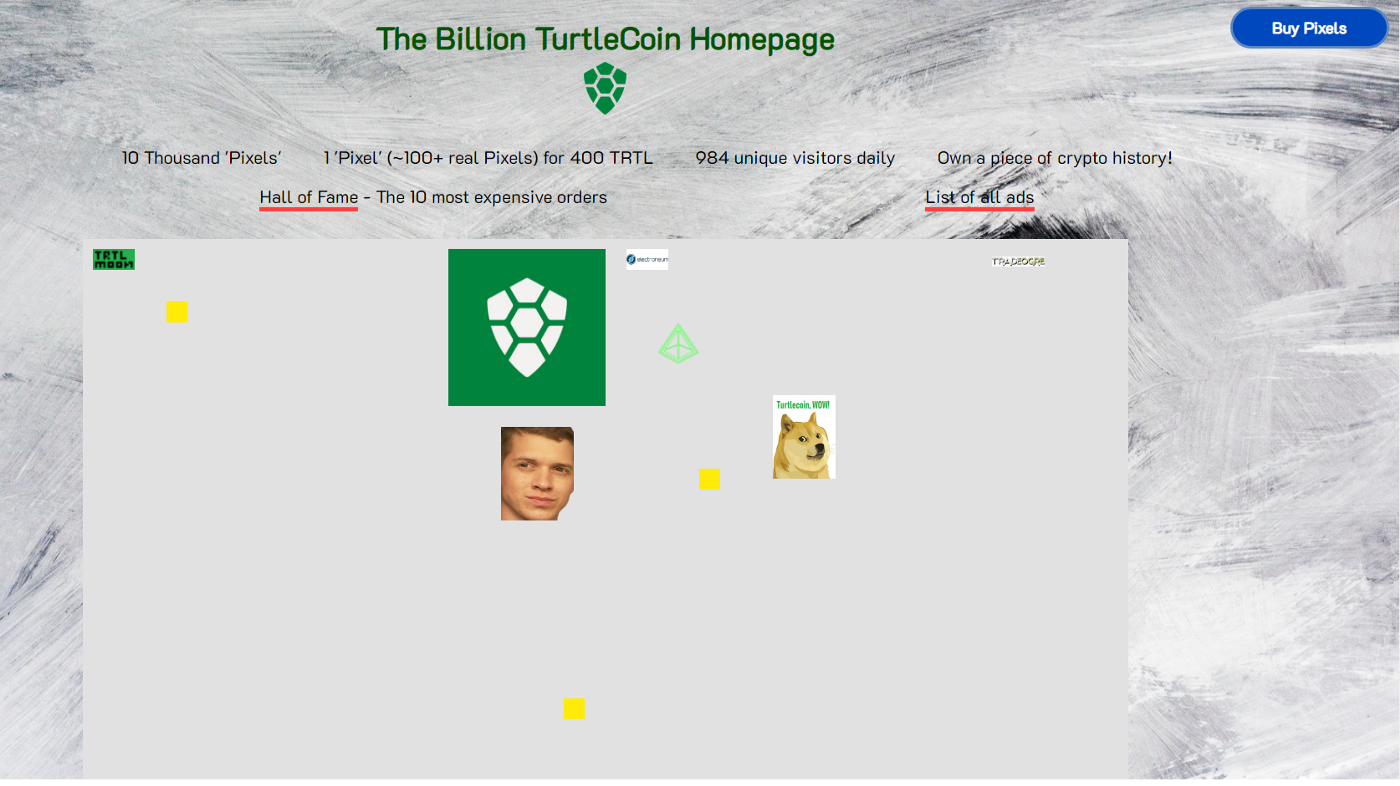 The Billion TurtleCoin Homepage
Buy Pixels
10 Thousand 'Pixels'
1 'Pixel' (~100+ real Pixels) for 400 TRTL
984 unique visitors daily
Own a piece of crypto history!
Hall of Fame - The 10 most expensive orders
List of all ads
TRTL
MOON
electroneum
TRADEOGRE
Turtlecoin, WOW!